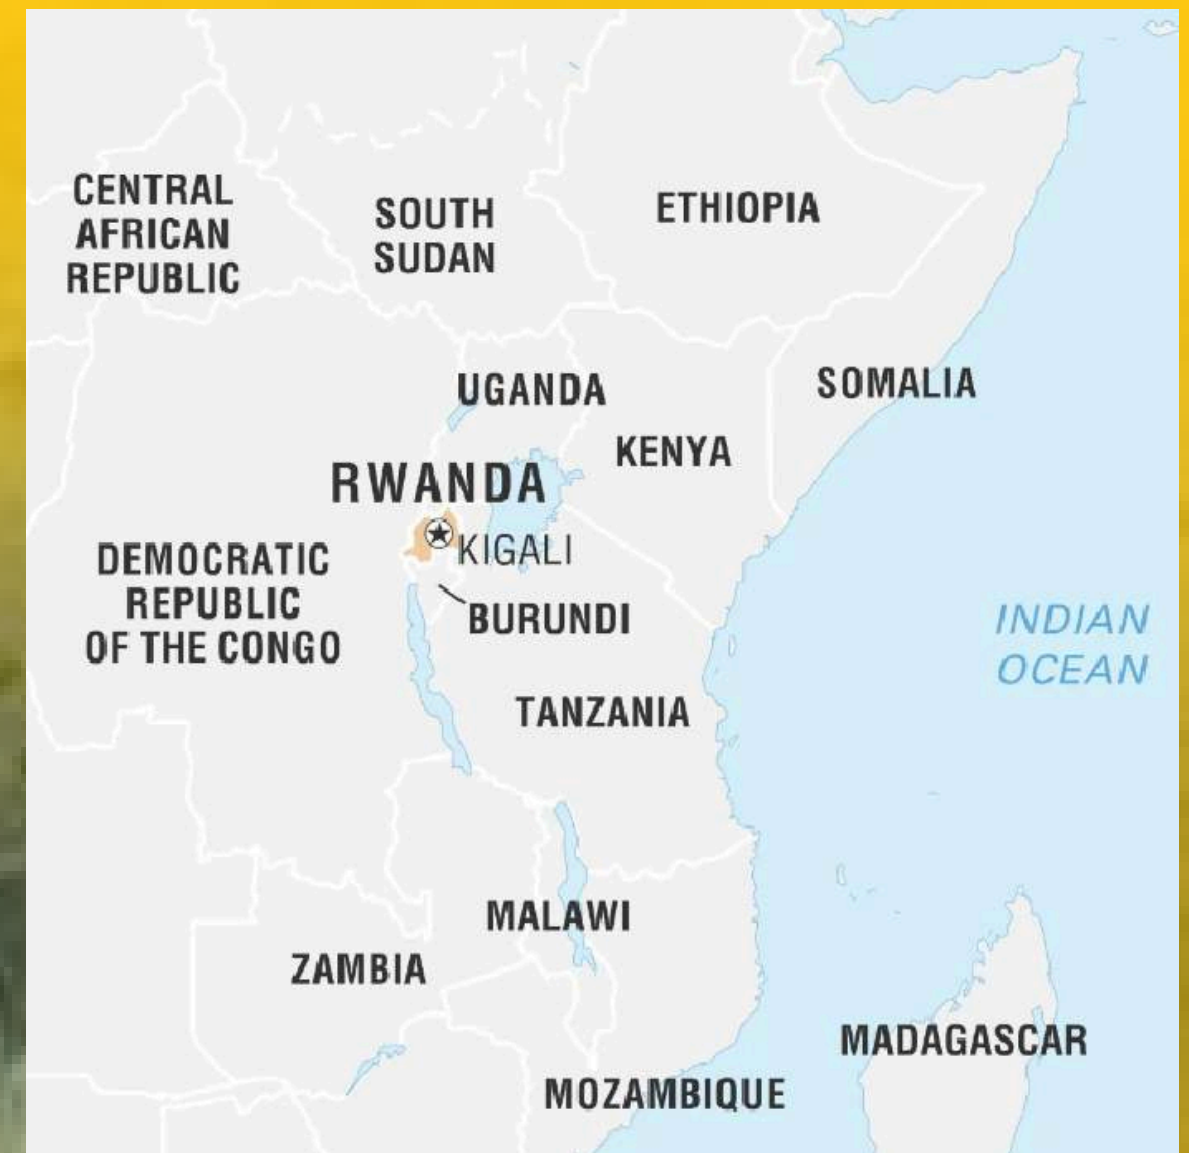 CENTRAL
AFRICAN
REPUBLIC
SOUTH
SUDAN
ETHIOPIA
UGANDA
SOMALIA
KENYA
RWANDA
KIGALI
DEMOCRATIC
REPUBLIC
OF THE CONGO
BURUNDI
INDIAN
OCEAN
TANZANIA
MALAWI
ZAMBIA
MADAGASCAR
MOZAMBIQUE